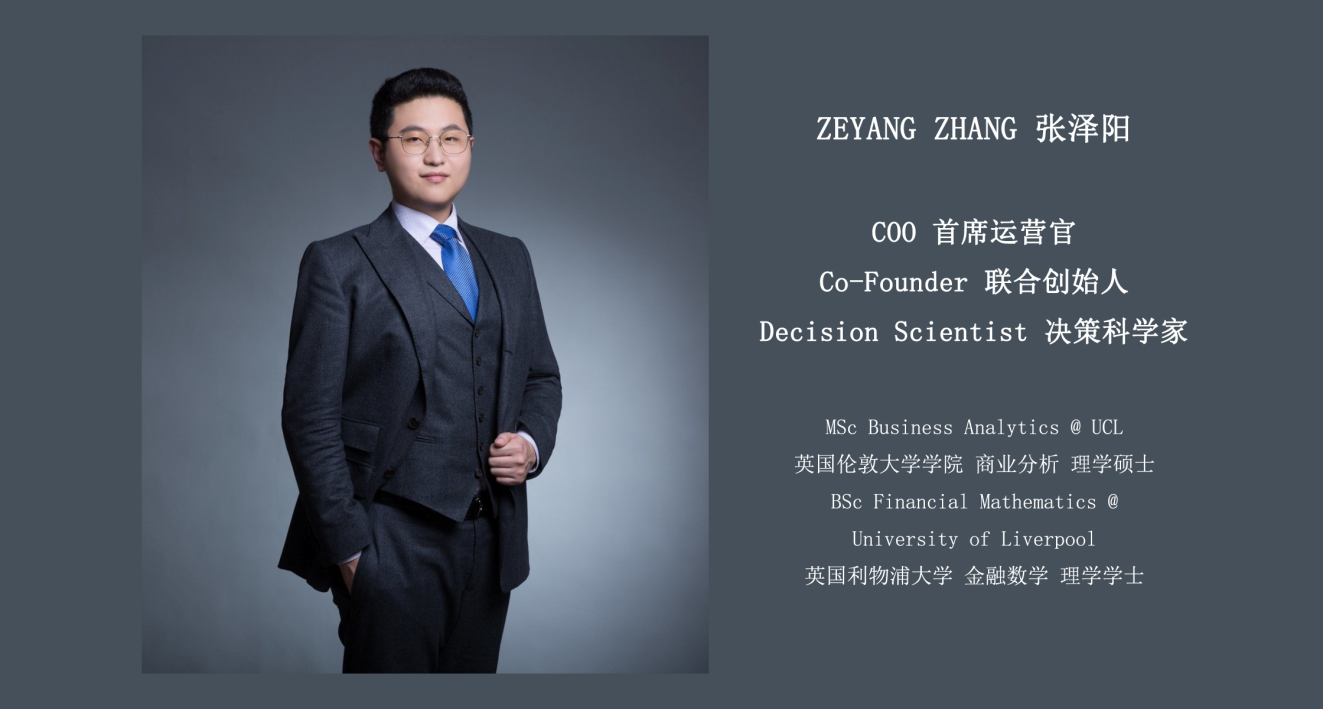 ZEYANG ZHANG 张泽阳
COO 首席运营官
Co-Founder 联合创始人
Decision Scientist 决策科学家
MSc Business Analytics @ UCL
英国伦敦大学学院 商业分析 理学硕士
BSc Financial Mathematics @
University of Liverpool
英国利物浦大学 金融数学 理学学士